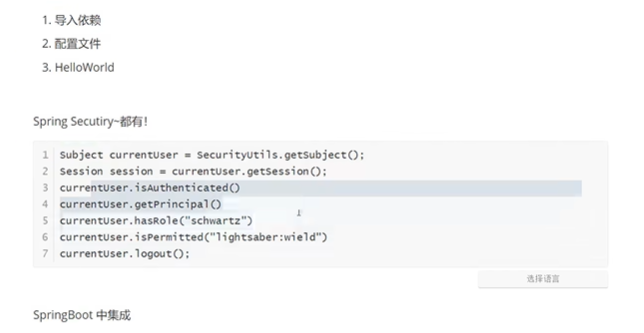 1. 导入依赖
2. 配置文件
3. HelloWorld
Spring Secutiry~都有！
1 Subject currentUser = SecurityUtils.getSubject();
2 Session session = currentUser.getSession();
3 currentUser.isAuthenticated()
4 currentUser.getPrincipal()
5 currentUser.hasRole("schwartz")
6 currentUser.isPermitted("lightsaber:wield")
7 currentUser.logout();
选择语言
SpringBoot 中集成